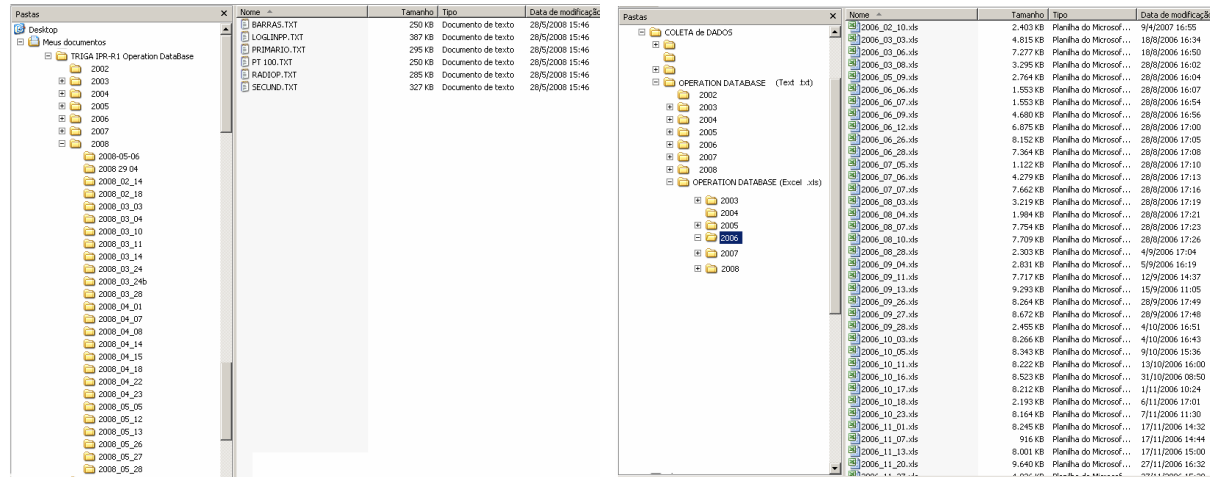 Pastas ×
Desktop
Meus documentos
TRIGA IPR-R1 Operation DataBase
2002
2003
2004
2005
2006
2007
2008
2008-05-06
2008 29 04
2008_02_14
2008_02_18
2008_03_03
2008_03_04
2008_03_10
2008_03_11
2008_03_14
2008_03_24
2008_03_24b
2008_03_28
2008_04_01
2008_04_07
2008_04_08
2008_04_14
2008_04_15
2008_04_18
2008_04_22
2008_04_23
2008_05_05
2008_05_12
2008_05_13
2008_05_26
2008_05_27
2008_05_28
Nome Tamanho Tipo Data de modificaçã
BARRAS.TXT 250 KB Documento de texto 28/5/2008 15:46
LOGLINPP.TXT 387 KB Documento de texto 28/5/2008 15:46
PRIMARIO.TXT 295 KB Documento de texto 28/5/2008 15:46
PT 100.TXT 250 KB Documento de texto 28/5/2008 15:46
RADIOP.TXT 285 KB Documento de texto 28/5/2008 15:46
SECUND.TXT 327 KB Documento de texto 28/5/2008 15:46
Pastas ×
COLETA de DADOS
OPERATION DATABASE (Text .txt)
2002
2003
2004
2005
2006
2007
2008
OPERATION DATABASE (Excel .xls)
2003
2004
2005
2006
2007
2008
Nome Tamanho Tipo Data de modificaçã
2006_02_10.xls 2.403 KB Planilha do Microsof... 9/4/2007 16:55
2006_03_03.xls 4.815 KB Planilha do Microsof... 18/8/2006 16:34
2006_03_06.xls 7.277 KB Planilha do Microsof... 18/8/2006 16:50
2006_03_08.xls 3.295 KB Planilha do Microsof... 28/8/2006 16:02
2006_05_09.xls 2.764 KB Planilha do Microsof... 28/8/2006 16:04
2006_06_06.xls 1.553 KB Planilha do Microsof... 28/8/2006 16:07
2006_06_07.xls 1.553 KB Planilha do Microsof... 28/8/2006 16:54
2006_06_09.xls 4.680 KB Planilha do Microsof... 28/8/2006 16:56
2006_06_12.xls 6.875 KB Planilha do Microsof... 28/8/2006 17:00
2006_06_26.xls 8.152 KB Planilha do Microsof... 28/8/2006 17:05
2006_06_28.xls 7.364 KB Planilha do Microsof... 28/8/2006 17:08
2006_07_05.xls 1.122 KB Planilha do Microsof... 28/8/2006 17:10
2006_07_06.xls 4.279 KB Planilha do Microsof... 28/8/2006 17:13
2006_07_07.xls 7.662 KB Planilha do Microsof... 28/8/2006 17:16
2006_08_03.xls 3.219 KB Planilha do Microsof... 28/8/2006 17:19
2006_08_04.xls 1.984 KB Planilha do Microsof... 28/8/2006 17:21
2006_08_07.xls 7.754 KB Planilha do Microsof... 28/8/2006 17:23
2006_08_10.xls 7.709 KB Planilha do Microsof... 28/8/2006 17:26
2006_08_28.xls 2.303 KB Planilha do Microsof... 4/9/2006 17:04
2006_09_04.xls 2.831 KB Planilha do Microsof... 5/9/2006 16:19
2006_09_11.xls 7.717 KB Planilha do Microsof... 12/9/2006 14:37
2006_09_13.xls 9.293 KB Planilha do Microsof... 15/9/2006 11:05
2006_09_26.xls 8.264 KB Planilha do Microsof... 28/9/2006 17:49
2006_09_27.xls 8.672 KB Planilha do Microsof... 28/9/2006 17:48
2006_09_28.xls 2.455 KB Planilha do Microsof... 4/10/2006 16:51
2006_10_03.xls 8.266 KB Planilha do Microsof... 4/10/2006 16:43
2006_10_05.xls 8.343 KB Planilha do Microsof... 9/10/2006 15:36
2006_10_11.xls 8.222 KB Planilha do Microsof... 13/10/2006 16:00
2006_10_16.xls 8.523 KB Planilha do Microsof... 31/10/2006 08:50
2006_10_17.xls 8.212 KB Planilha do Microsof... 1/11/2006 10:24
2006_10_18.xls 2.193 KB Planilha do Microsof... 6/11/2006 17:01
2006_10_23.xls 8.164 KB Planilha do Microsof... 7/11/2006 11:30
2006_11_01.xls 8.245 KB Planilha do Microsof... 17/11/2006 14:32
2006_11_07.xls 916 KB Planilha do Microsof... 17/11/2006 14:44
2006_11_13.xls 8.001 KB Planilha do Microsof... 17/11/2006 15:00
2006_11_20.xls 9.640 KB Planilha do Microsof... 27/11/2006 16:32